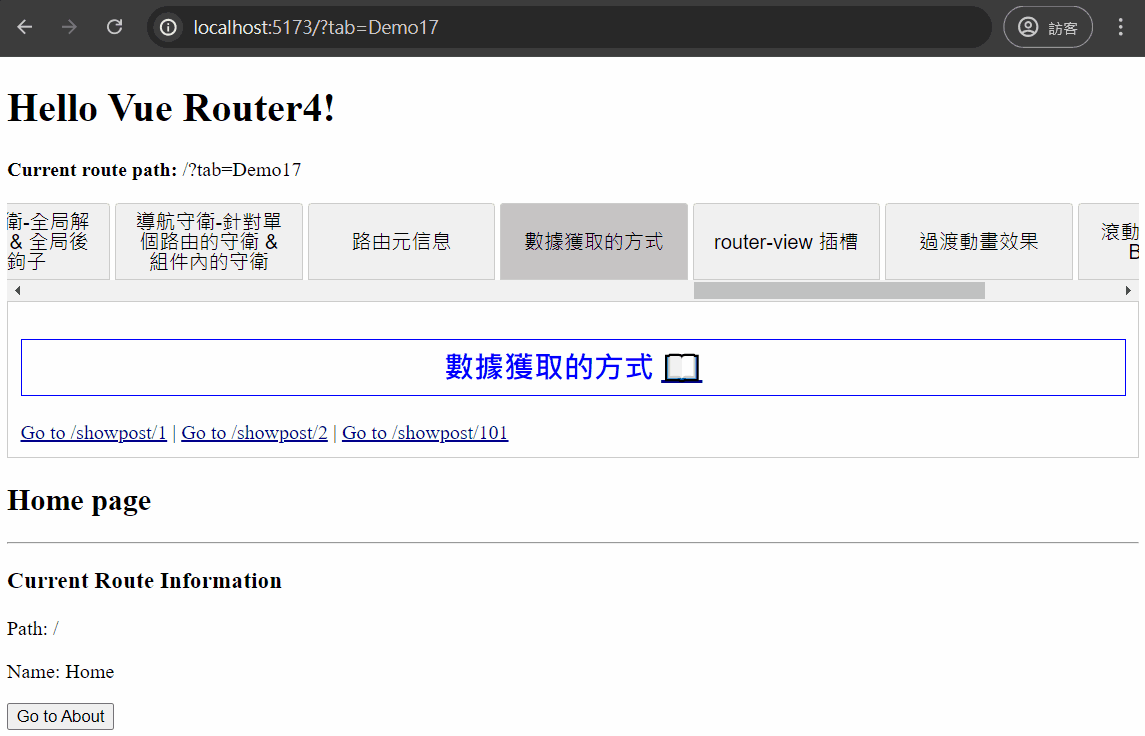 localhost:5173/?tab=Demo17
訪客
Hello Vue Router4!
Current route path: /?tab=Demo17
衛-全局解
& 全局後
鉤子
導航守衛-針對單
個路由的守衛 &
組件內的守衛
路由元信息
數據獲取的方式
router-view 插槽
過渡動畫效果
滾動
B
數據獲取的方式
Go to /showpost/1 | Go to /showpost/2 | Go to /showpost/101
Home page
Current Route Information
Path: /
Name: Home
Go to About